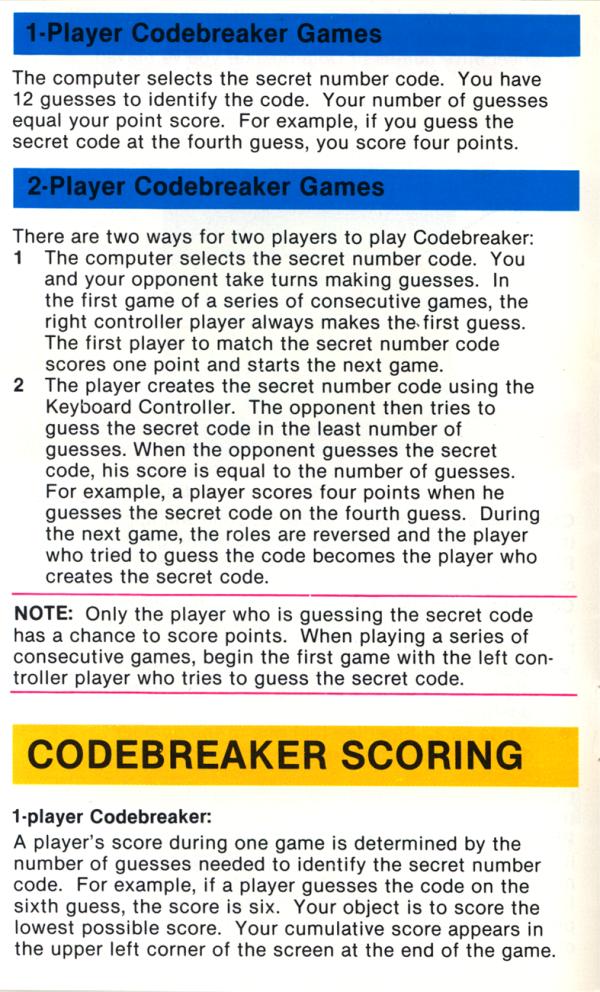 1-Player Codebreaker Games
The computer selects the secret number code. You have
12 guesses to identify the code. Your number of guesses
equal your point score. For example, if you guess the
secret code at the fourth guess, you score four points.
2-Player Codebreaker Games
There are two ways for two players to play Codebreaker:
1 The computer selects the secret number code. You
and your opponent take turns making guesses. In
the first game of a series of consecutive games, the
right controller player always makes the first guess.
The first player to match the secret number code
scores one point and starts the next game.
2 The player creates the secret number code using the
Keyboard Controller. The opponent then tries to
guess the secret code in the least number of
guesses. When the opponent guesses the secret
code, his score is equal to the number of guesses.
For example, a player scores four points when he
guesses the secret code on the fourth guess. During
the next game, the roles are reversed and the player
who tried to guess the code becomes the player who
creates the secret code.
NOTE: Only the player who is guessing the secret code
has a chance to score points. When playing a series of
consecutive games, begin the first game with the left con-
troller player who tries to guess the secret code.
CODEBREAKER SCORING
1-player Codebreaker:
A player's score during one game is determined by the
number of guesses needed to identify the secret number
code. For example, if a player guesses the code on the
sixth guess, the score is six. Your object is to score the
lowest possible score. Your cumulative score appears in
the upper left corner of the screen at the end of the game.